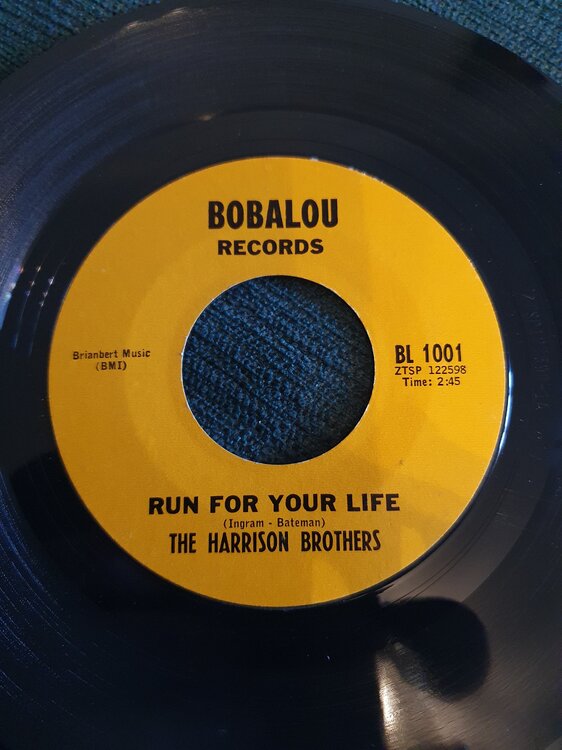 BOBALOU
RECORDS
Brianbert Music
(BMI)
BL 1001
ZTSP 122598
Time: 2:45
RUN FOR YOUR LIFE
(Ingram - Bateman)
THE HARRISON BROTHERS